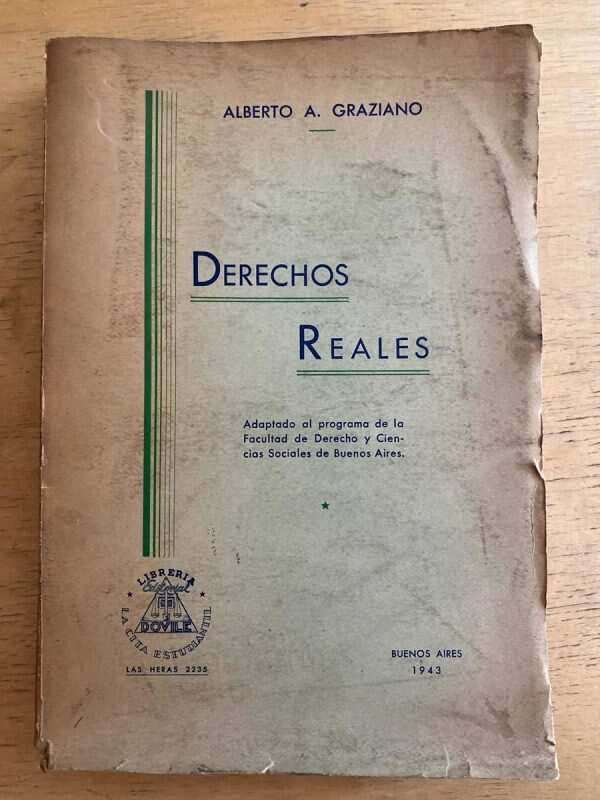 ALBERTO A. GRAZIANO
DERECHOS
REALES
Adaptado al programa de la
Facultad de Derecho y Cien-
cias Sociales de Buenos Aires.
LIBRERIA
Editorial
DOVILE
LA CITA ESTUDIANTIL
LAS HERAS 2235
BUENOS AIRES
1943